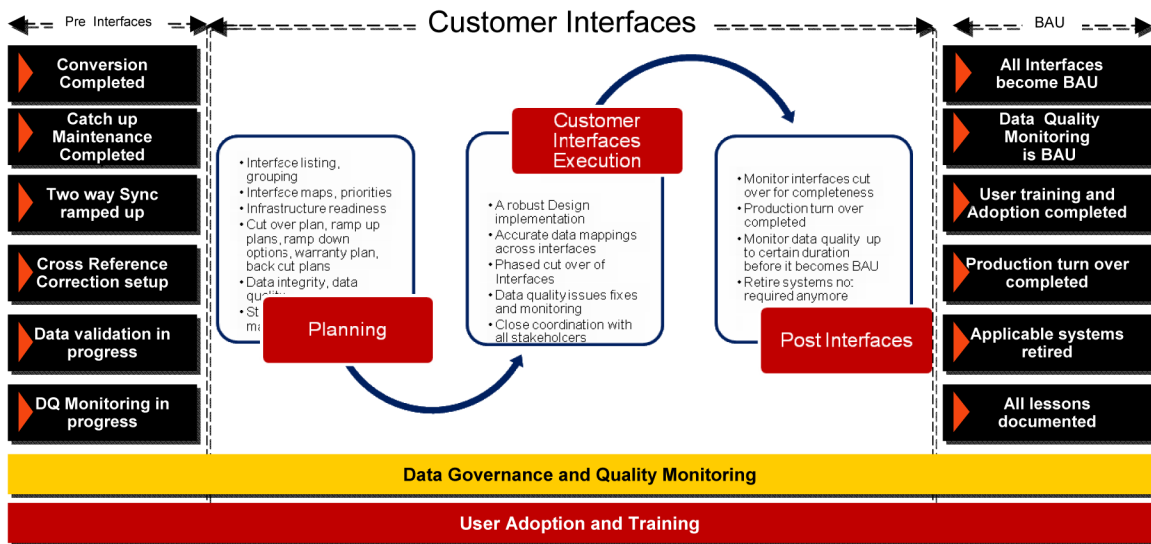 Pre Interfaces
Customer Interfaces
BAU
Conversion
Completed
Catch up
Maintenance
Completed
Two way Sync
ramped up
Cross Reference
Correction setup
Data validation in
progress
DQ Monitoring in
progress
•Interface listing,
grouping
•Interface maps, priorities
•Infrastructure readiness
•Cut over plan, ramp up
plans, ramp down
options, warranty plan,
back cut plans
•Data integrity, data
Planning
Customer
Interfaces
Execution
•A robust Design
implementation
•Accurate data mappings
across interfaces
•Phased cut over of
Interfaces
•Data quality issues fixes
and monitoring
•Close coordination with
all stakeholcers
•Monitor interfaces cut
over for completeness
•Production turn over
completed
•Monitor data quality up
to certain duration
before it becomes BAU
•Retire systems no:
required anymore
Post Interfaces
All Interfaces
become BAU
Data Quality
Monitoring
is BAU
User training and
Adoption completed
Production turn over
completed
Applicable systems
retired
All lessons
documented
Data Governance and Quality Monitoring
User Adoption and Training